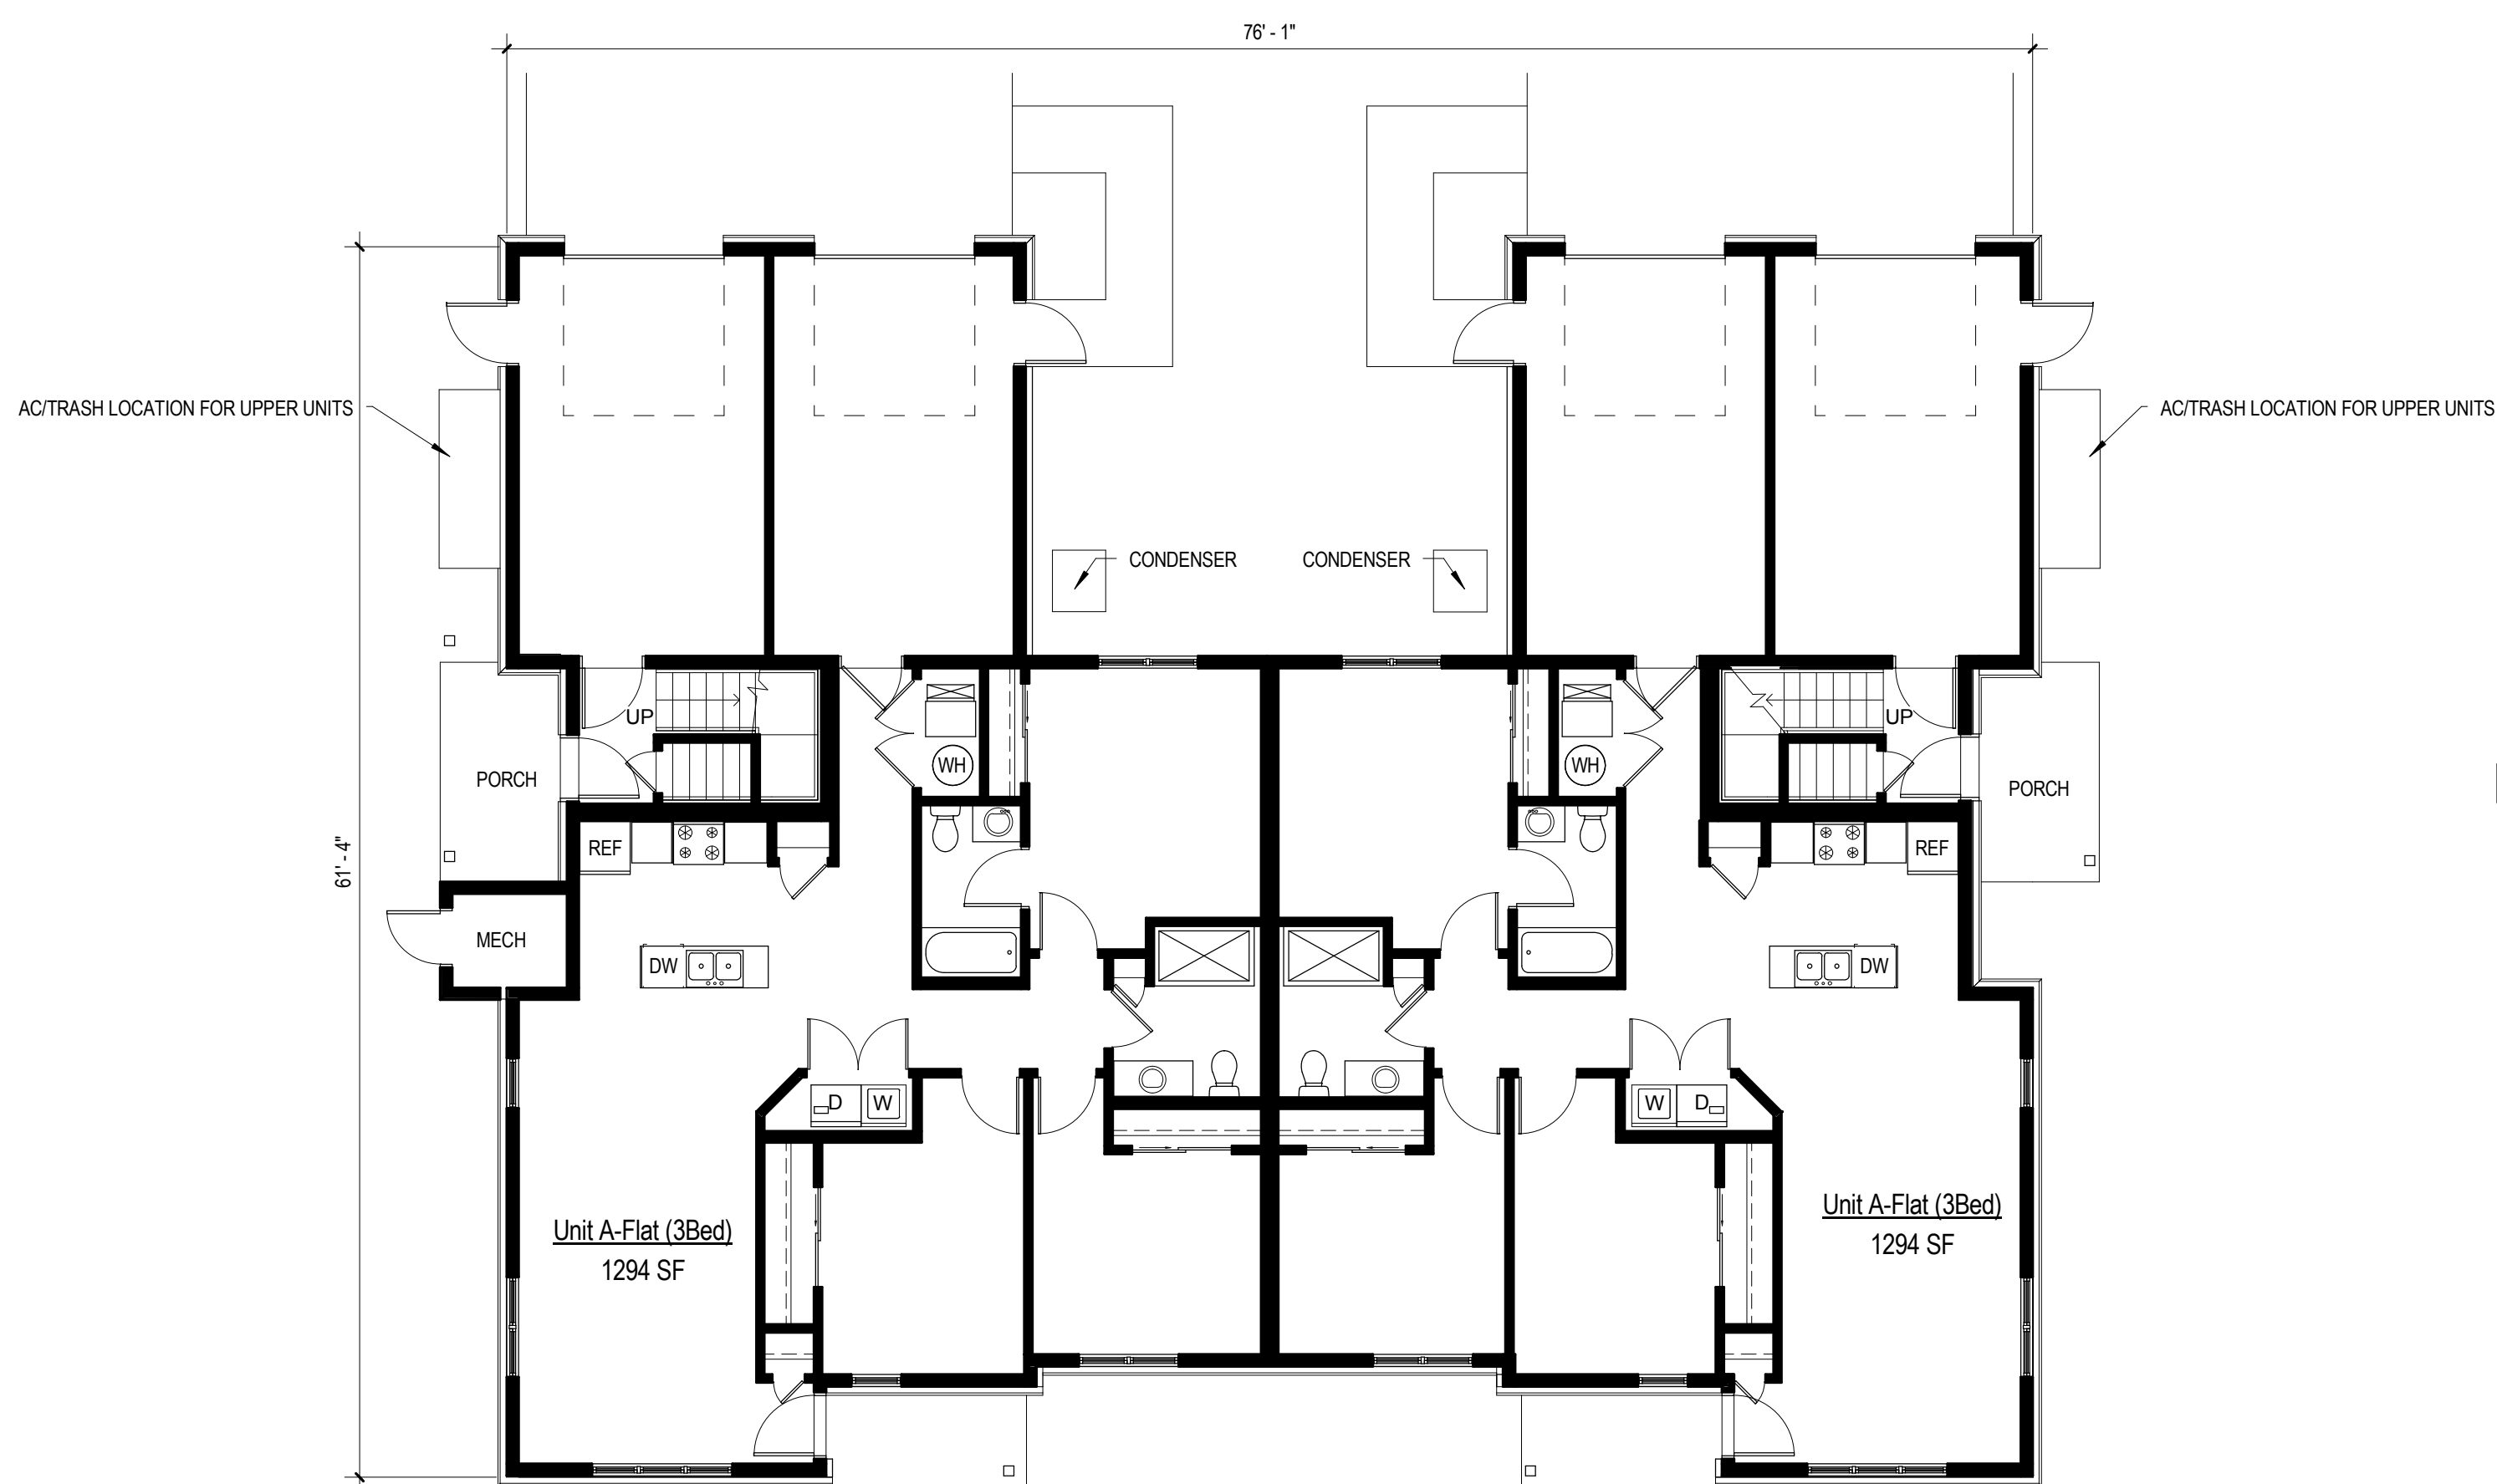 76' - 1"
AC/TRASH LOCATION FOR UPPER UNITS
AC/TRASH LOCATION FOR UPPER UNITS
CONDENSER
CONDENSER
UP
UP
WH
WH
PORCH
PORCH
61' - 4"
REF
REF
MECH
DW
DW
D
W
W
D
Unit A-Flat (3Bed)
1294 SF
Unit A-Flat (3Bed)
1294 SF